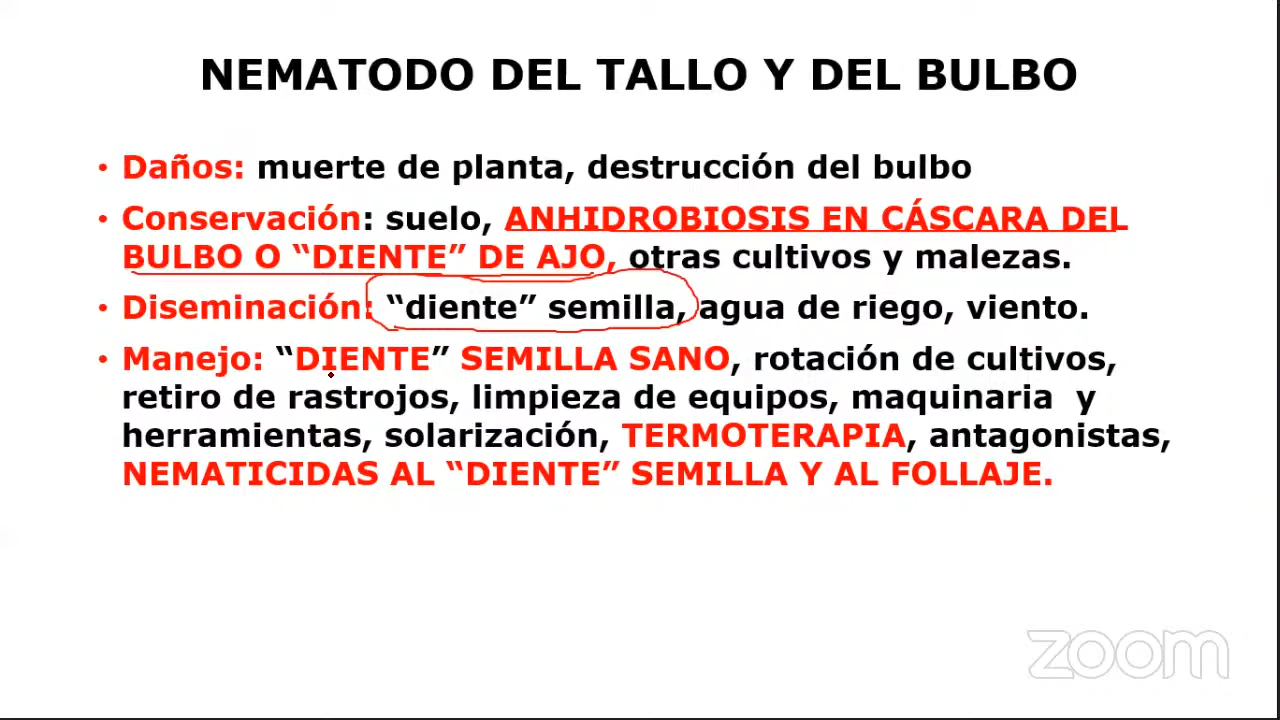 NEMATODO DEL TALLO Y DEL BULBO
• Daños: muerte de planta, destrucción del bulbo
• Conservación: suelo, ANHIDROBIOSIS EN CÁSCARA DEL
BULBO O “DIENTE” DE AJO, otras cultivos y malezas.
• Diseminación: “diente” semilla, agua de riego, viento.
• Manejo: “DIENTE” SEMILLA SANO, rotación de cultivos,
retiro de rastrojos, limpieza de equipos, maquinaria y
herramientas, solarización, TERMOTERAPIA, antagonistas,
NEMATICIDAS AL “DIENTE” SEMILLA Y AL FOLLAJE.
zoom